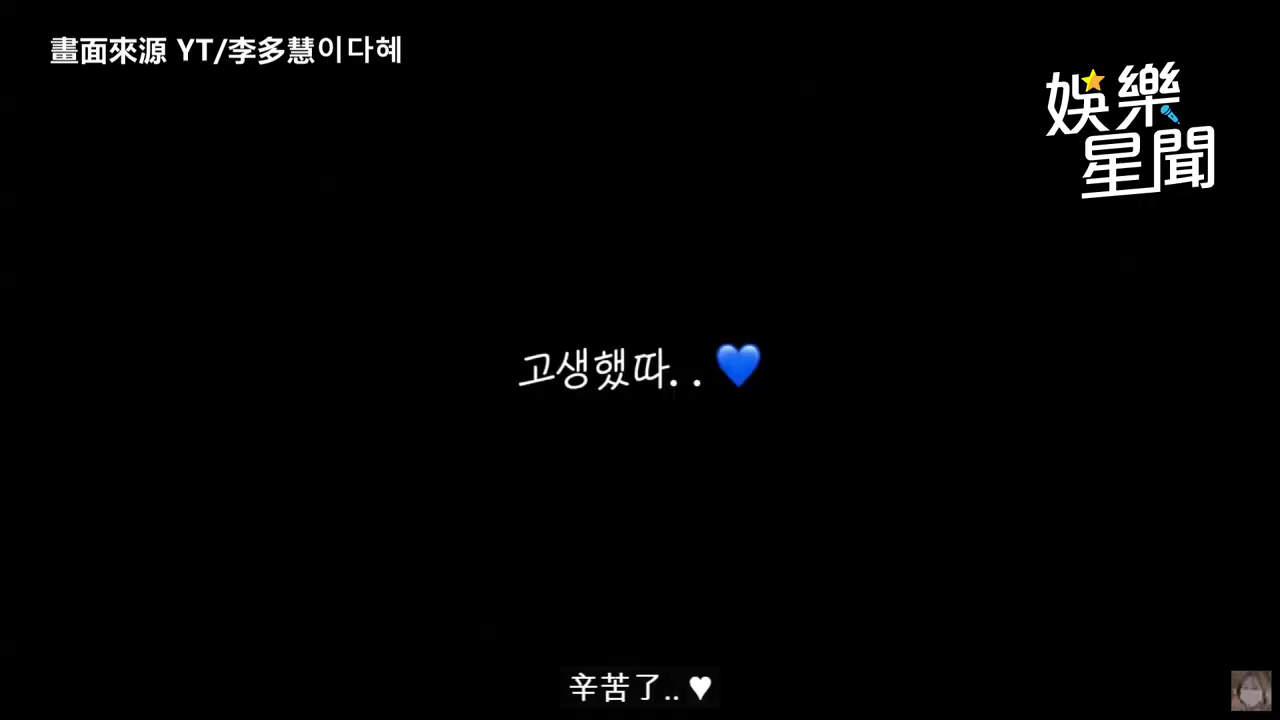 畫面來源 YT/李多慧이다혜
娛樂
星聞
고생했따. . 💙
辛苦了.. ♥